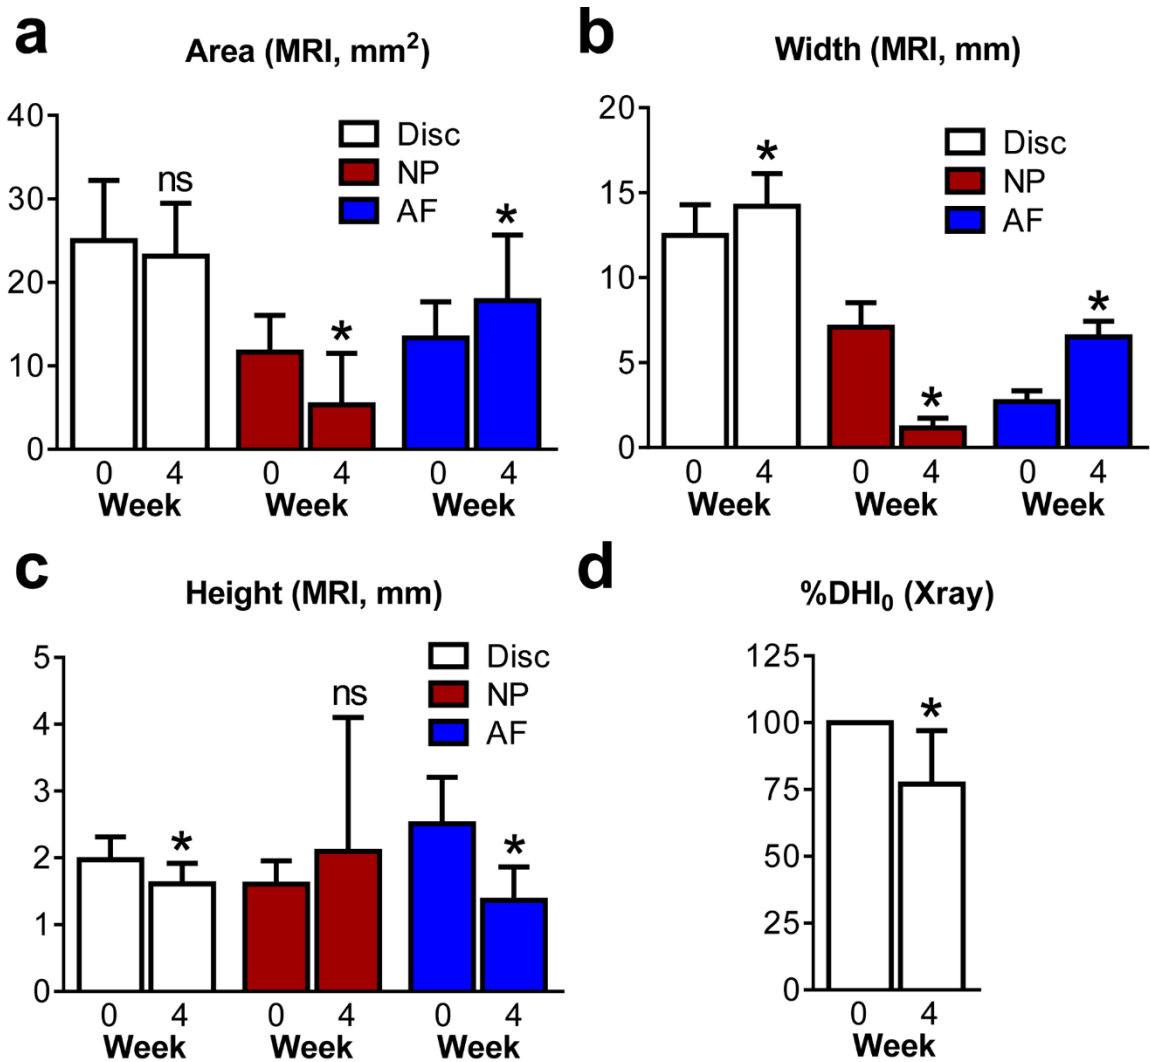 a
Area (MRI, mm²)
40
30
20
10
0
Disc
NP
AF
ns
*
*
0 4 0 4 0 4
Week Week Week
b
Width (MRI, mm)
20
15
10
5
0
Disc
NP
AF
*
*
*
0 4 0 4 0 4
Week Week Week
c
Height (MRI, mm)
5
4
3
2
1
0
Disc
NP
AF
*
ns
*
0 4 0 4 0 4
Week Week Week
d
%DHI₀ (Xray)
125
100
75
50
25
0
*
0 4
Week